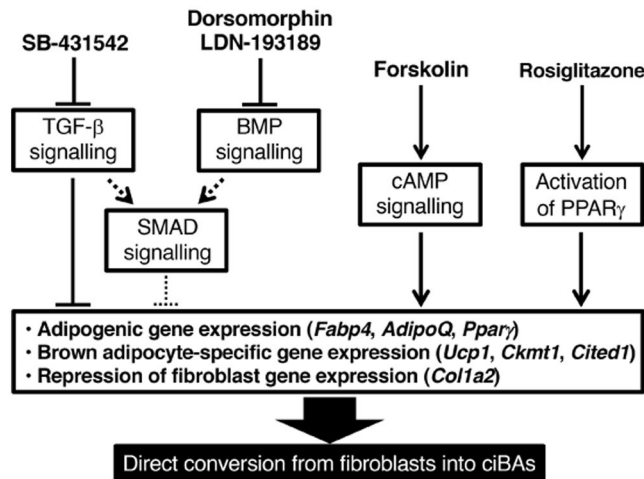 SB-431542
Dorsomorphin
LDN-193189
Forskolin
Rosiglitazone
TGF-β
signalling
BMP
signalling
cAMP
signalling
Activation
of PPARγ
SMAD
signalling
• Adipogenic gene expression (Fabp4, AdipoQ, Pparγ)
• Brown adipocyte-specific gene expression (Ucp1, Ckmt1, Cited1)
• Repression of fibroblast gene expression (Col1a2)
Direct conversion from fibroblasts into ciBAs